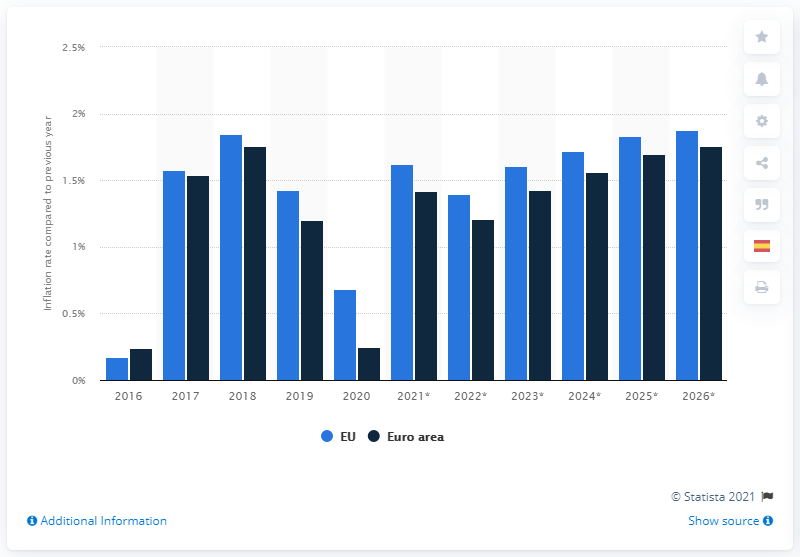 2.5%
2%
1.5%
1%
0.5%
0%
Inflation rate compared to previous year
2016 2017 2018 2019 2020 2021* 2022* 2023* 2024* 2025* 2026*
EU Euro area
© Statista 2021
Additional Information Show source